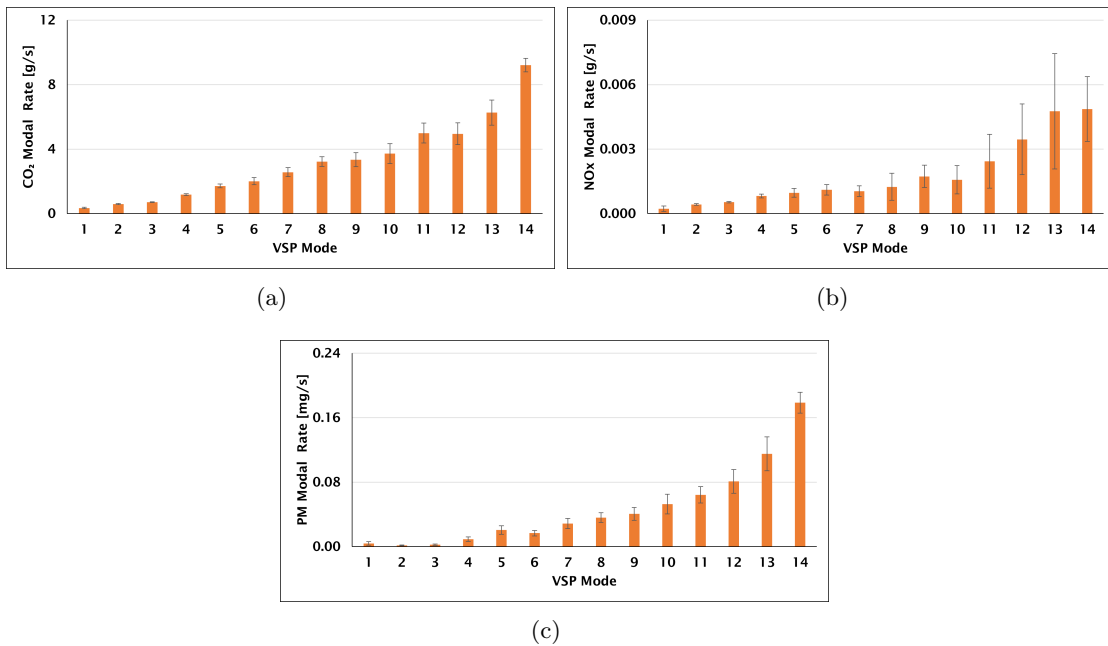 CO₂ Modal Rate [g/s]
12
8
4
0
1 2 3 4 5 6 7 8 9 10 11 12 13 14
VSP Mode
(a)
NOx Modal Rate [g/s]
0.009
0.006
0.003
0.000
1 2 3 4 5 6 7 8 9 10 11 12 13 14
VSP Mode
(b)
PM Modal Rate [mg/s]
0.24
0.16
0.08
0.00
1 2 3 4 5 6 7 8 9 10 11 12 13 14
VSP Mode
(c)